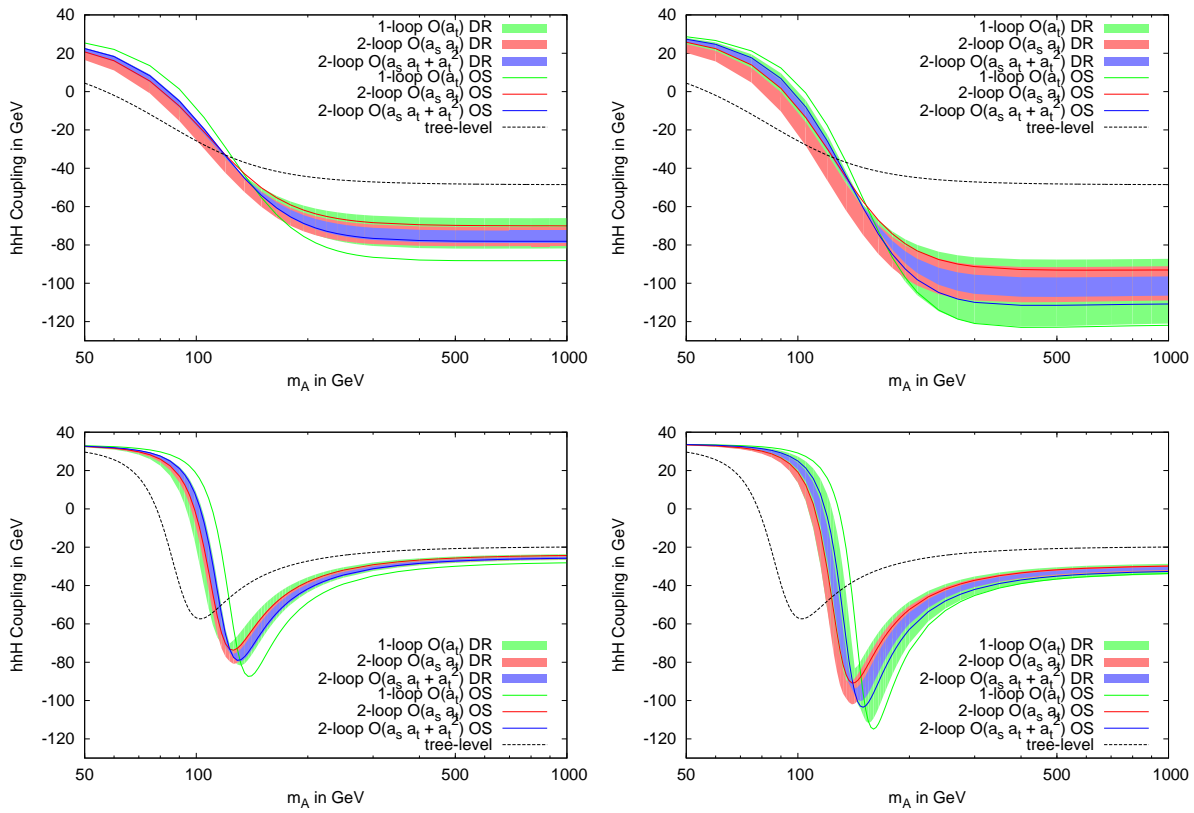 40
20
0
-20
-40
-60
-80
-100
-120
50
100
500
1000
hhH Coupling in GeV
m_A in GeV
1-loop O(a_t) DR
2-loop O(a_s a_t) DR
2-loop O(a_s a_t + a_t^2) DR
1-loop O(a_t) OS
2-loop O(a_s a_t) OS
2-loop O(a_s a_t + a_t^2) OS
tree-level
40
20
0
-20
-40
-60
-80
-100
-120
50
100
500
1000
hhH Coupling in GeV
m_A in GeV
1-loop O(a_t) DR
2-loop O(a_s a_t) DR
2-loop O(a_s a_t + a_t^2) DR
1-loop O(a_t) OS
2-loop O(a_s a_t) OS
2-loop O(a_s a_t + a_t^2) OS
tree-level
40
20
0
-20
-40
-60
-80
-100
-120
50
100
500
1000
hhH Coupling in GeV
m_A in GeV
1-loop O(a_t) DR
2-loop O(a_s a_t) DR
2-loop O(a_s a_t + a_t^2) DR
1-loop O(a_t) OS
2-loop O(a_s a_t) OS
2-loop O(a_s a_t + a_t^2) OS
tree-level
40
20
0
-20
-40
-60
-80
-100
-120
50
100
500
1000
hhH Coupling in GeV
m_A in GeV
1-loop O(a_t) DR
2-loop O(a_s a_t) DR
2-loop O(a_s a_t + a_t^2) DR
1-loop O(a_t) OS
2-loop O(a_s a_t) OS
2-loop O(a_s a_t + a_t^2) OS
tree-level